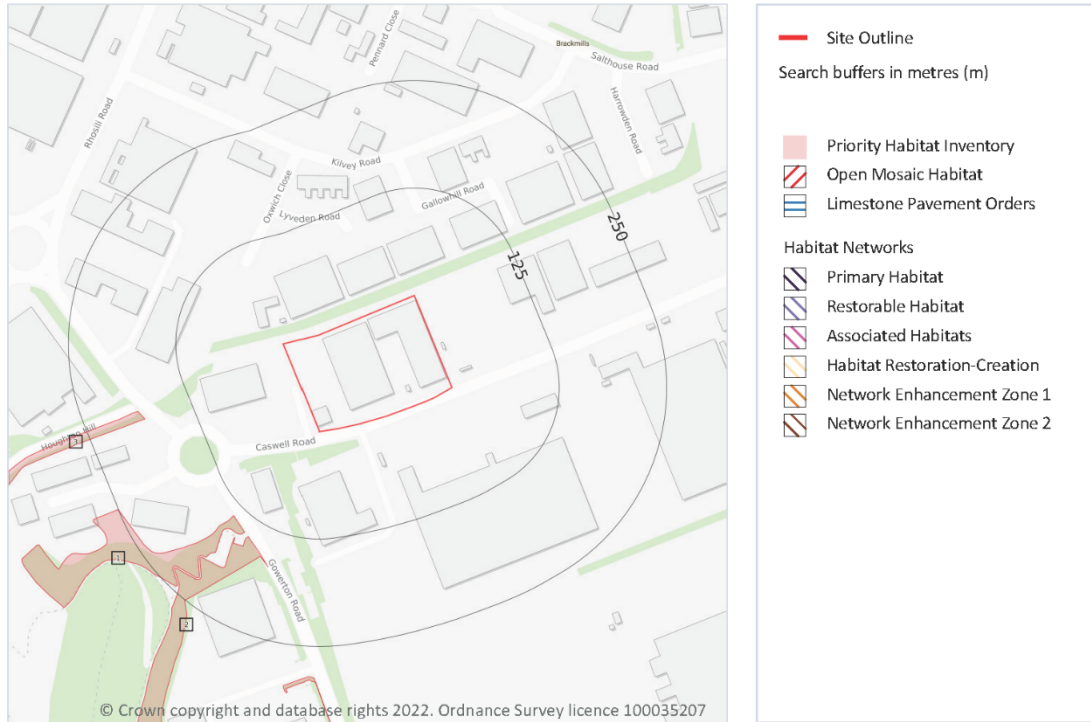 Pennard Close
Brackmills
Salthouse Road
Rhosili Road
Harrowden Road
Kilvey Road
Oxwich Close
Gallowhill Road
Lyveden Road
250
125
Houghton Hill
3
Caswell Road
1
Gowerton Road
2
© Crown copyright and database rights 2022. Ordnance Survey licence 100035207
Site Outline
Search buffers in metres (m)
Priority Habitat Inventory
Open Mosaic Habitat
Limestone Pavement Orders
Habitat Networks
Primary Habitat
Restorable Habitat
Associated Habitats
Habitat Restoration-Creation
Network Enhancement Zone 1
Network Enhancement Zone 2